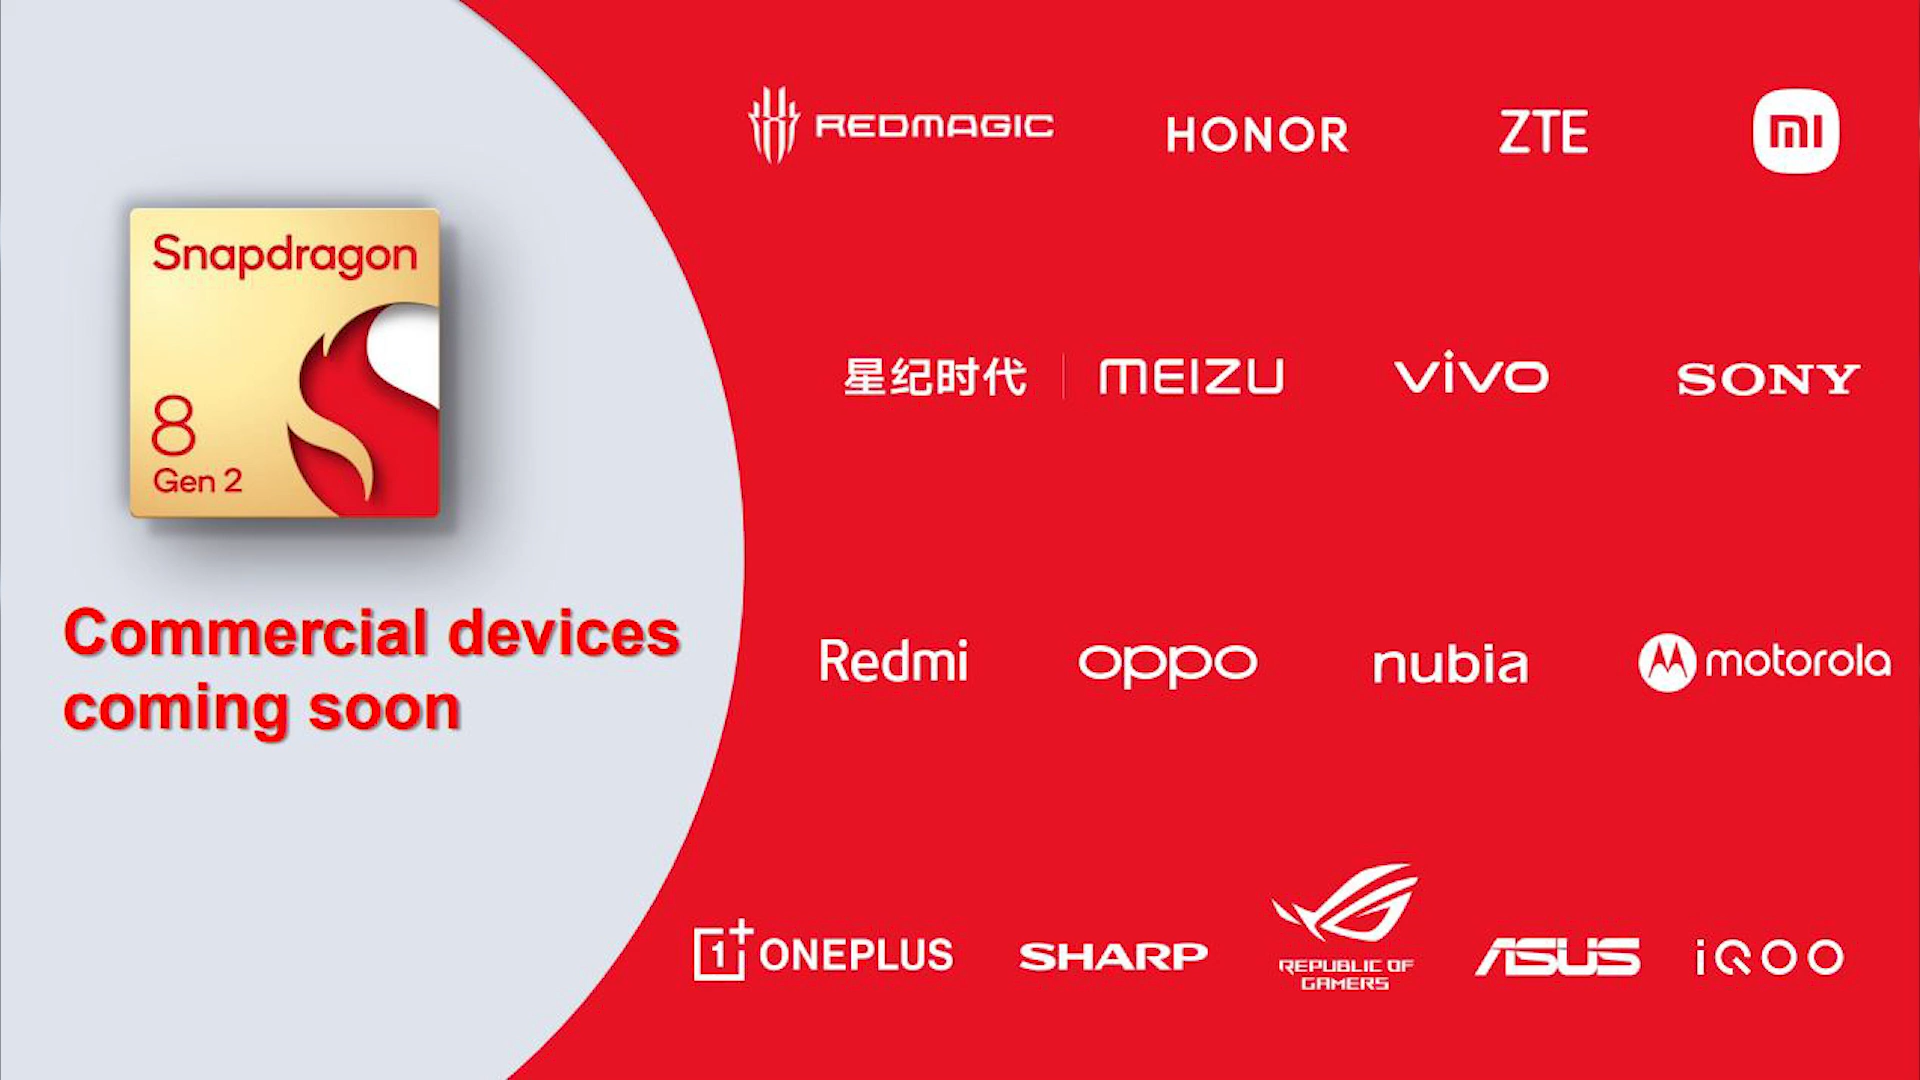 Snapdragon
8
Gen 2
Commercial devices
coming soon
REDMAGIC
HONOR
ZTE
mi
星纪时代 | MEIZU
vivo
SONY
Redmi
oppo
nubia
motorola
1+ ONEPLUS
SHARP
REPUBLIC OF
GAMERS
ASUS
iQOO